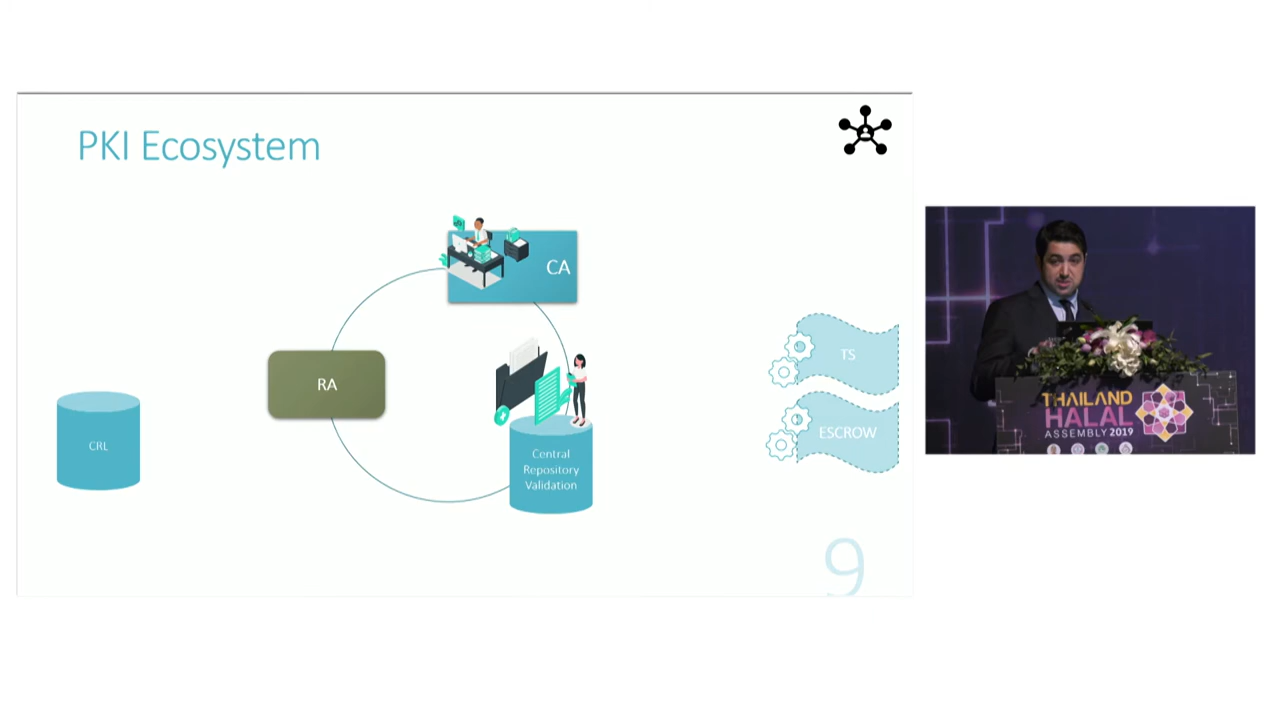 PKI Ecosystem
CA
RA
CRL
Central
Repository
Validation
TS
ESCROW
9
THAILAND
HALAL
ASSEMBLY 2019